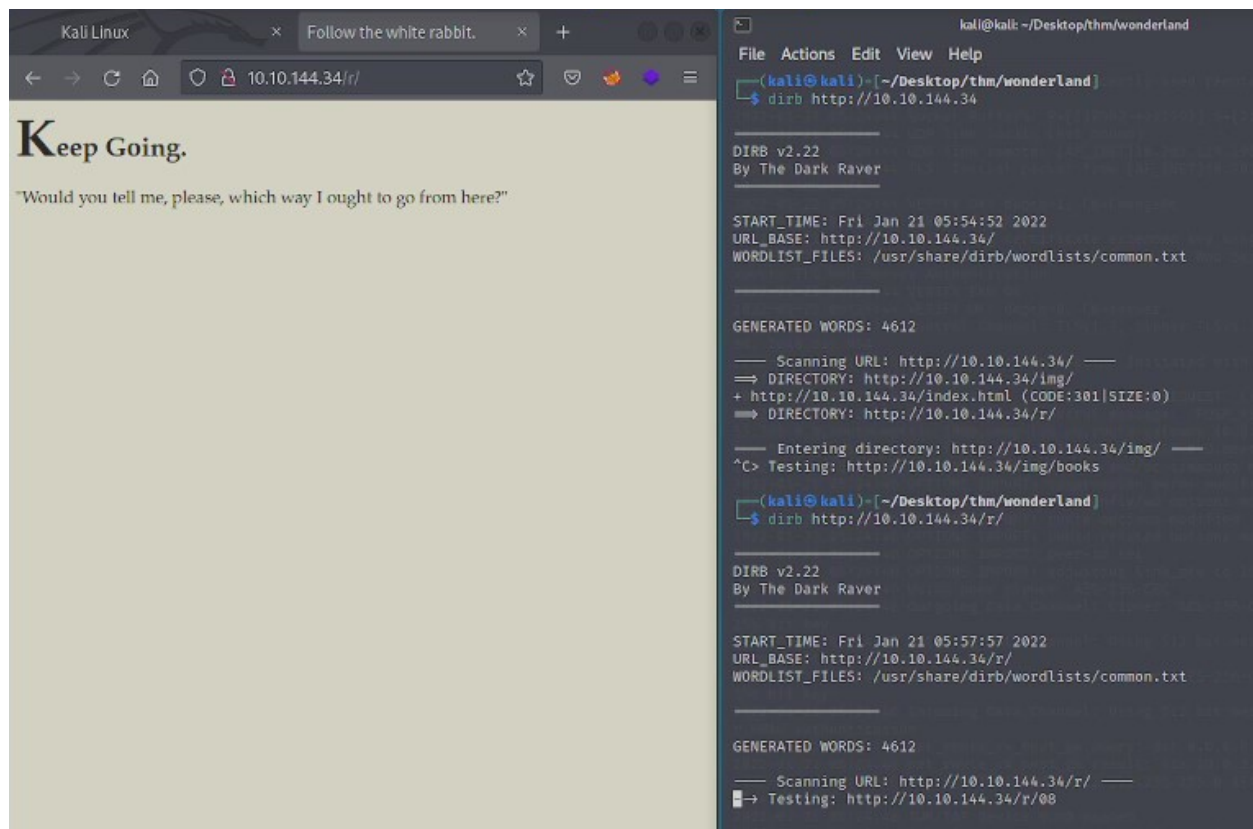 Kali Linux × Follow the white rabbit. × +
10.10.144.34/r/
Keep Going.
"Would you tell me, please, which way I ought to go from here?"
kali@kali: ~/Desktop/thm/wonderland
File Actions Edit View Help
(kali㉿kali)-[~/Desktop/thm/wonderland]
$ dirb http://10.10.144.34
DIRB v2.22
By The Dark Raver
START_TIME: Fri Jan 21 05:54:52 2022
URL_BASE: http://10.10.144.34/
WORDLIST_FILES: /usr/share/dirb/wordlists/common.txt
GENERATED WORDS: 4612
---- Scanning URL: http://10.10.144.34/ ----
==> DIRECTORY: http://10.10.144.34/img/
+ http://10.10.144.34/index.html (CODE:301|SIZE:0)
==> DIRECTORY: http://10.10.144.34/r/
---- Entering directory: http://10.10.144.34/img/ ----
^C> Testing: http://10.10.144.34/img/books
(kali㉿kali)-[~/Desktop/thm/wonderland]
$ dirb http://10.10.144.34/r/
DIRB v2.22
By The Dark Raver
START_TIME: Fri Jan 21 05:57:57 2022
URL_BASE: http://10.10.144.34/r/
WORDLIST_FILES: /usr/share/dirb/wordlists/common.txt
GENERATED WORDS: 4612
---- Scanning URL: http://10.10.144.34/r/ ----
-→ Testing: http://10.10.144.34/r/08